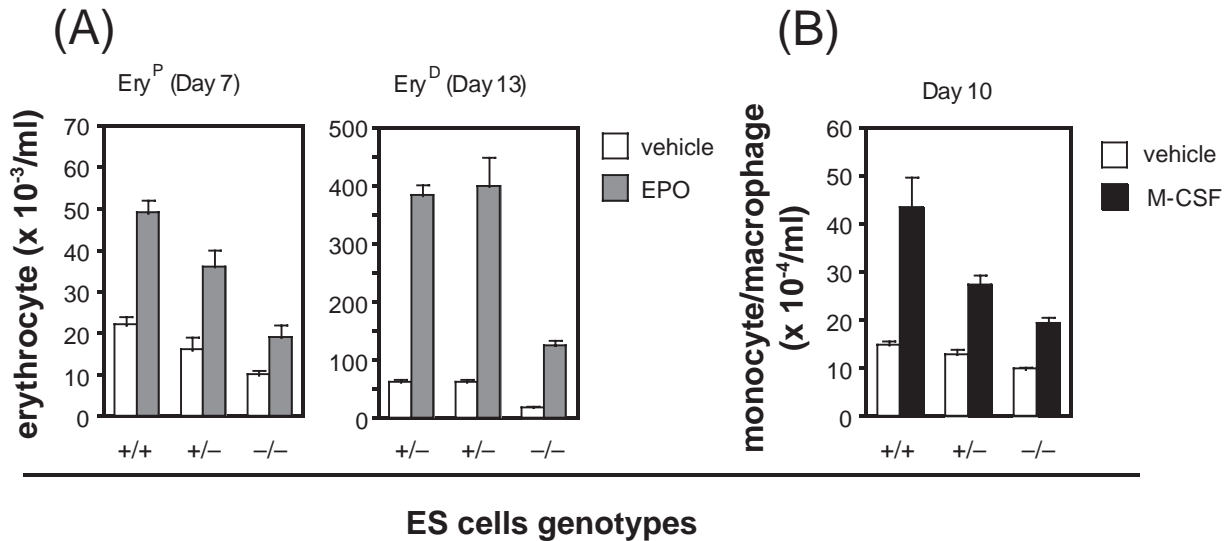 (A)
(B)
Ery^P (Day 7)
Ery^D (Day 13)
Day 10
erythrocyte (x 10^-3/ml)
70
60
50
40
30
20
10
0
+/+ +/– –/–
500
400
300
200
100
0
+/– +/– –/–
vehicle
EPO
monocyte/macrophage
(x 10^-4/ml)
60
50
40
30
20
10
0
+/+ +/– –/–
vehicle
M-CSF
ES cells genotypes